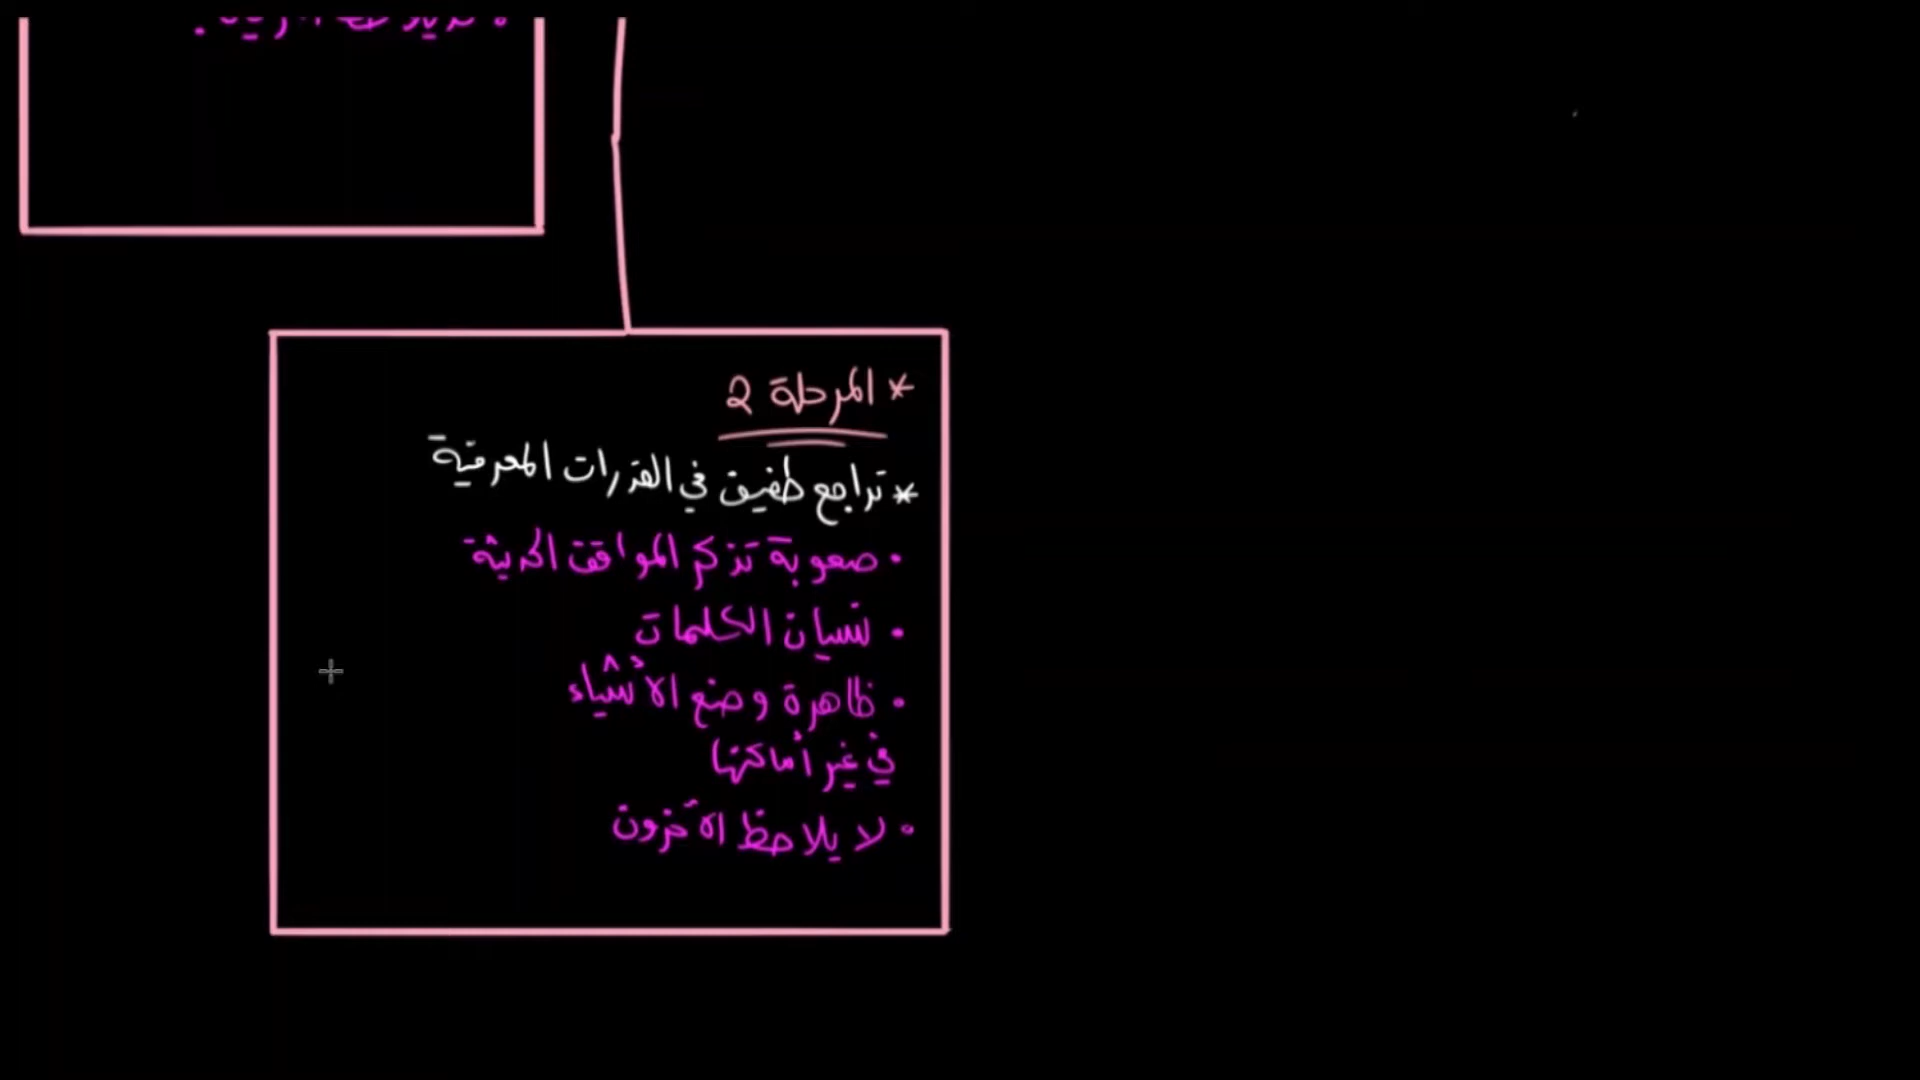 * المرحلة 2
* تراجع طفيف في القدرات المعرفية
• صعوبة تذكر المواقف الحديثة
• نسيان الكلمات
• ظاهرة وضع الأشياء
في غير أماكنها
• لا يلاحظ الآخرون